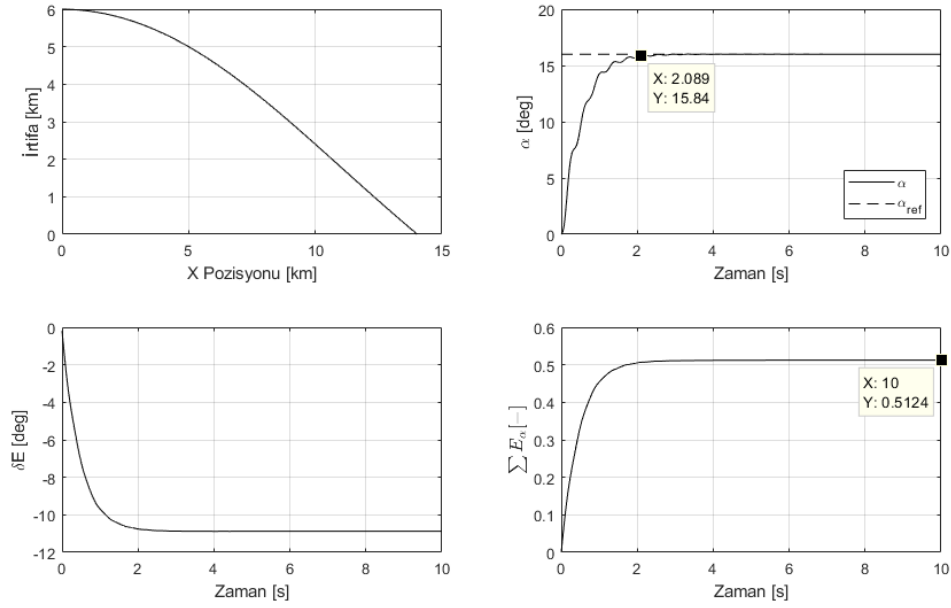 6
5
4
3
2
1
0
İrtifa [km]
0 5 10 15
X Pozisyonu [km]
20
15
10
5
0
α [deg]
X: 2.089
Y: 15.84
α
α_ref
0 2 4 6 8 10
Zaman [s]
0
-2
-4
-6
-8
-10
-12
δE [deg]
0 2 4 6 8 10
Zaman [s]
0.6
0.5
0.4
0.3
0.2
0.1
0
∑ E_α [−]
X: 10
Y: 0.5124
0 2 4 6 8 10
Zaman [s]